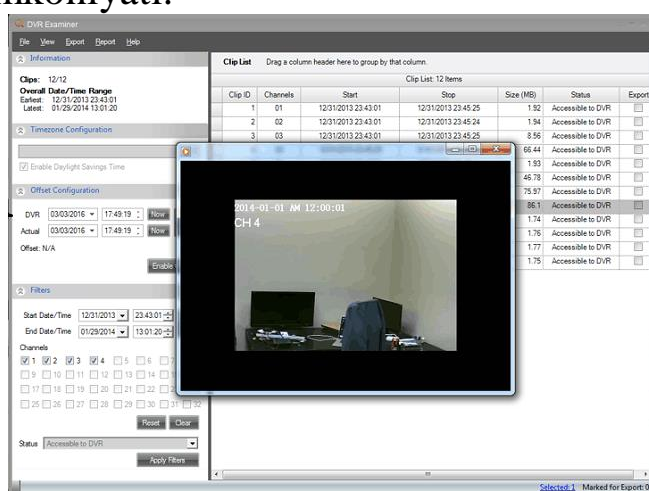 DVR Examiner
File View Export Report Help
Information
Clips: 12/12
Overall Date/Time Range
Earliest: 12/31/2013 23:43:01
Latest: 01/29/2014 13:01:20
Timezone Configuration
Enable Daylight Savings Time
Offset Configuration
DVR 03/03/2016 17:49:19 Now
Actual 03/03/2016 17:49:19 Now
Offset: N/A
Enable
Filters
Start Date/Time 12/31/2013 23:43:01
End Date/Time 01/29/2014 13:01:20
Channels
1 2 3 4 5 6 7
9 10 11 12 13 14 15
17 18 19 20 21 22
25 26 27 28 29 30 31 32
Reset Clear
Status Accessible to DVR
Apply Filters
Clip List Drag a column header here to group by that column.
Clip List: 12 Items
Clip ID Channels Start Stop Size (MB) Status Export
1 01 12/31/2013 23:43:01 12/31/2013 23:45:25 1.92 Accessible to DVR
2 02 12/31/2013 23:43:01 12/31/2013 23:45:24 1.94 Accessible to DVR
3 03 12/31/2013 23:43:01 12/31/2013 23:45:25 8.56 Accessible to DVR
66.44 Accessible to DVR
1.93 Accessible to DVR
46.78 Accessible to DVR
75.97 Accessible to DVR
86.1 Accessible to DVR
1.74 Accessible to DVR
1.76 Accessible to DVR
1.77 Accessible to DVR
1.75 Accessible to DVR
2014-01-01 AM 12:00:01
CH 4
Selected: 1 Marked for Export: 0